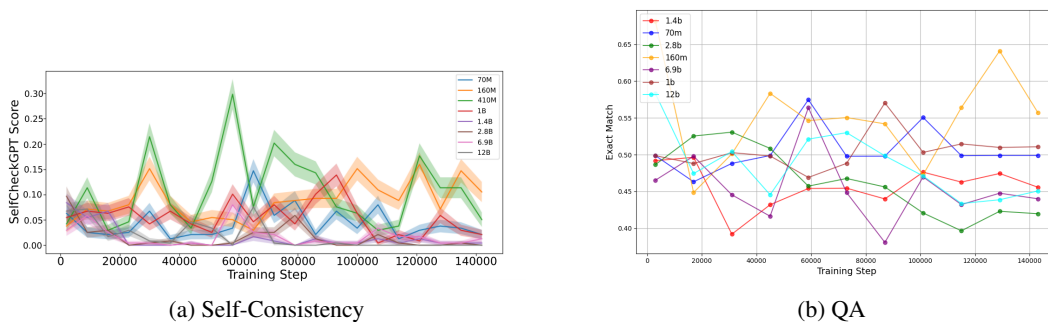 SelfCheckGPT Score
0.30
0.25
0.20
0.15
0.10
0.05
0.00
0 20000 40000 60000 80000 100000 120000 140000
Training Step
70M
160M
410M
1B
1.4B
2.8B
6.9B
12B
(a) Self-Consistency
Exact Match
0.65
0.60
0.55
0.50
0.45
0.40
0 20000 40000 60000 80000 100000 120000 140000
Training Step
1.4b
70m
2.8b
160m
6.9b
1b
12b
(b) QA